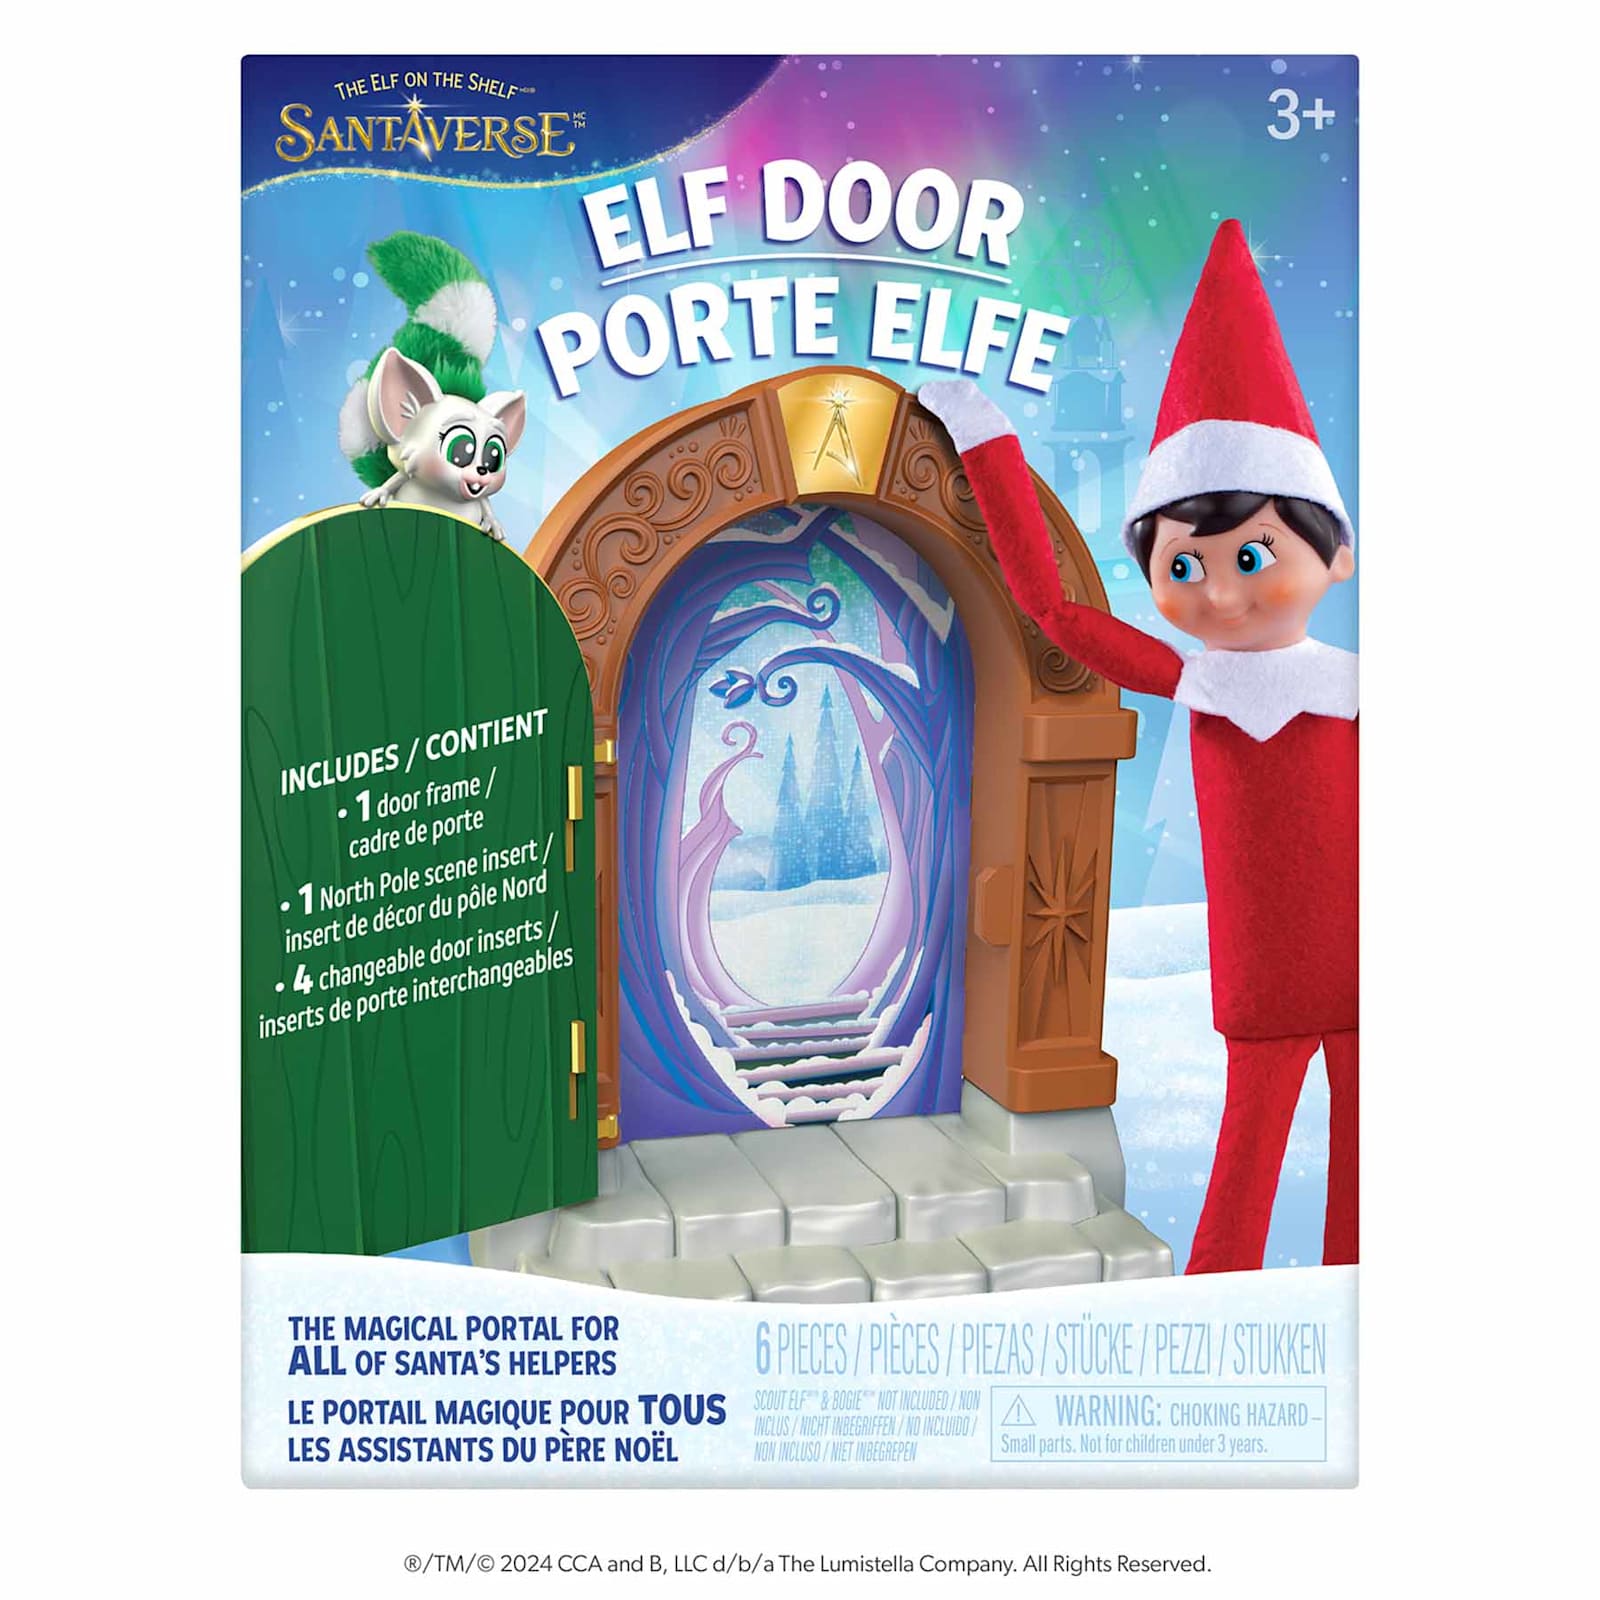 THE ELF ON THE SHELF
SANTAVERSE MC TM
3+
ELF DOOR
PORTE ELFE
INCLUDES / CONTIENT
• 1 door frame /
cadre de porte
• 1 North Pole scene insert /
insert de décor du pôle Nord
• 4 changeable door inserts /
inserts de porte interchangeables
THE MAGICAL PORTAL FOR
ALL OF SANTA'S HELPERS
LE PORTAIL MAGIQUE POUR TOUS
LES ASSISTANTS DU PÈRE NOËL
6 PIECES / PIÈCES / PIEZAS / STÜCKE / PEZZI / STUKKEN
SCOUT ELF & BOGIE NOT INCLUDED / NON
INCLUS / NICHT INBEGRIFFEN / NO INCLUIDO /
NON INCLUSO / NIET INBEGREPEN
WARNING: CHOKING HAZARD –
Small parts. Not for children under 3 years.
®/TM/© 2024 CCA and B, LLC d/b/a The Lumistella Company. All Rights Reserved.